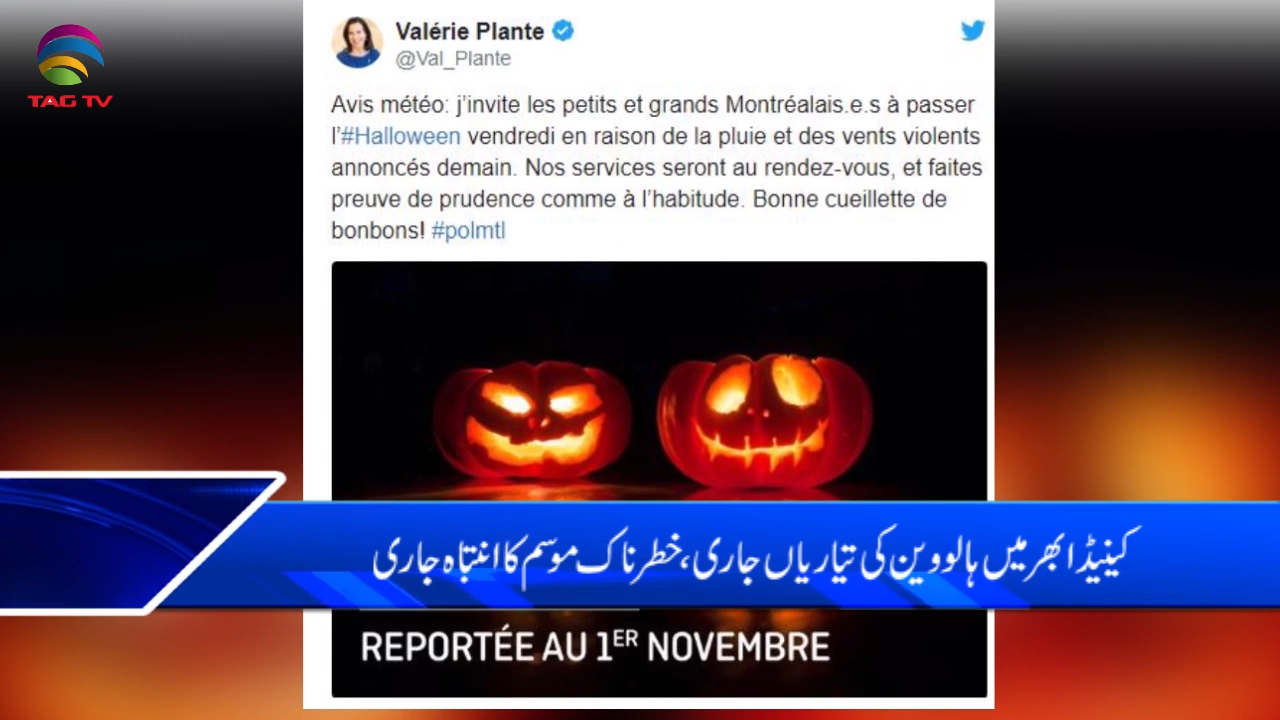 TAG TV
Valérie Plante
@Val_Plante
Avis météo: j’invite les petits et grands Montréalais.e.s à passer
l’#Halloween vendredi en raison de la pluie et des vents violents
annoncés demain. Nos services seront au rendez-vous, et faites
preuve de prudence comme à l’habitude. Bonne cueillette de
bonbons! #polmtl
کینیڈا بھر میں ہالووین کی تیاریاں جاری، خطرناک موسم کا انتباہ جاری
REPORTÉE AU 1ER NOVEMBRE